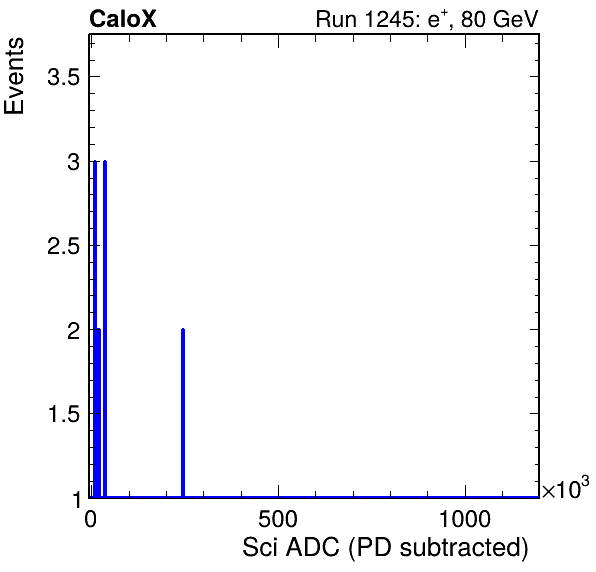 CaloX Run 1245: e⁺, 80 GeV
Events
3.5
3
2.5
2
1.5
1
0 500 1000 ×10³
Sci ADC (PD subtracted)